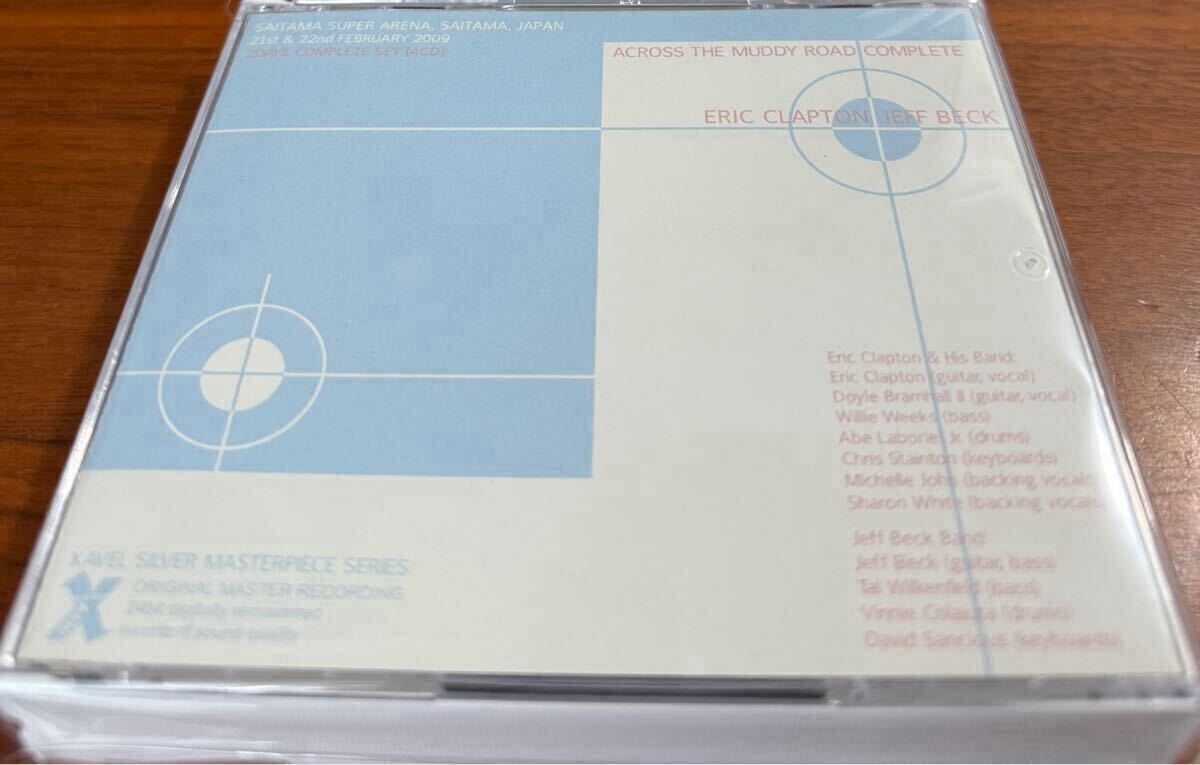 SAITAMA SUPER ARENA, SAITAMA, JAPAN
21st & 22nd FEBRUARY 2009
2DAYS COMPLETE SET [4CD]
ACROSS THE MUDDY ROAD COMPLETE
ERIC CLAPTON JEFF BECK
Eric Clapton & His Band:
Eric Clapton (guitar, vocal)
Doyle Bramhall II (guitar, vocal)
Willie Weeks (bass)
Abe Laboriel Jr. (drums)
Chris Stainton (keyboards)
Michelle John (backing vocals
Sharon White (backing vocals
Jeff Beck Band:
Jeff Beck (guitar, bass)
Tal Wilkenfeld (bass)
Vinnie Colaiuta (drums)
David Sancious (keyboards)
XAVEL SILVER MASTERPIECE SERIES
ORIGINAL MASTER RECORDING
24bit digitally remastered
excellent sound quality